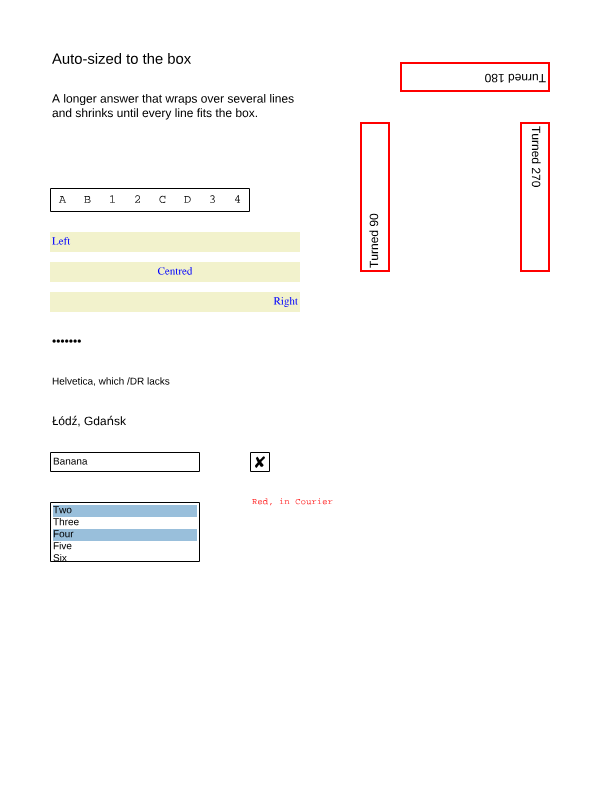 Auto-sized to the box
Turned 180
A longer answer that wraps over several lines
and shrinks until every line fits the box.
Turned 90
Turned 270
A B 1 2 C D 3 4
Left
Centred
Right
•••••••
Helvetica, which /DR lacks
Łódź, Gdańsk
Banana
✘
Red, in Courier
Two
Three
Four
Five
Six